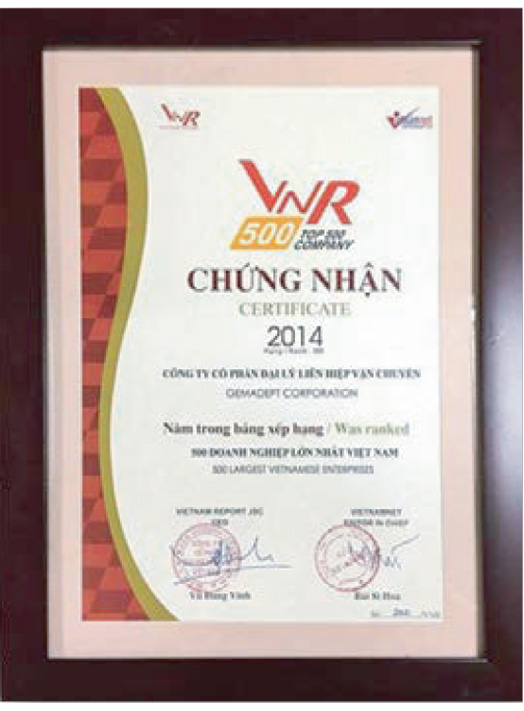 VNR
Vietnamnet
VNR
500 TOP 500
COMPANY
CHỨNG NHẬN
CERTIFICATE
2014
CÔNG TY CỔ PHẦN ĐẠI LÝ LIÊN HIỆP VẬN CHUYỂN
GEMADEPT CORPORATION
Nằm trong bảng xếp hạng / Was ranked
500 DOANH NGHIỆP LỚN NHẤT VIỆT NAM
500 LARGEST VIETNAMESE ENTERPRISES
VIETNAM REPORT JSC
CEO
VIETNAMNET
EDITOR IN CHIEF
Vũ Đăng Vinh
Bùi Sĩ Hoa